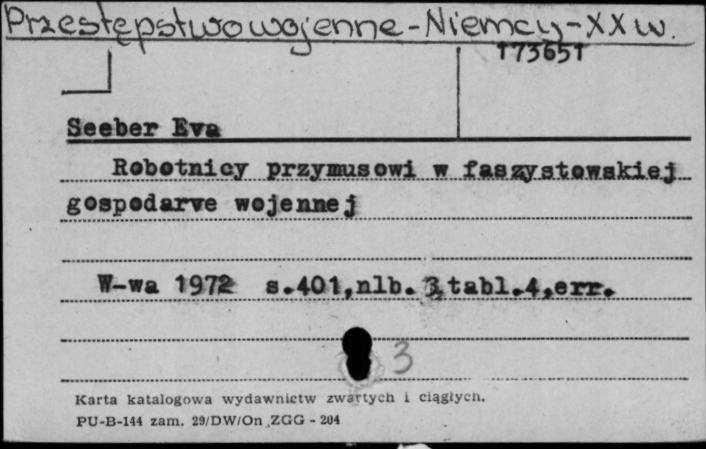 Przestępstwo wojenne-Niemcy-XX w.
173651
Seeber Eva
Robotnicy przymusowi w faszystowskiej
gospodarve wojennej
W-wa 1972 s.401,nlb.3,tabl.4,err.
3
Karta katalogowa wydawnictw zwartych i ciągłych.
PU-B-144 zam. 29/DW/On ZGG - 204